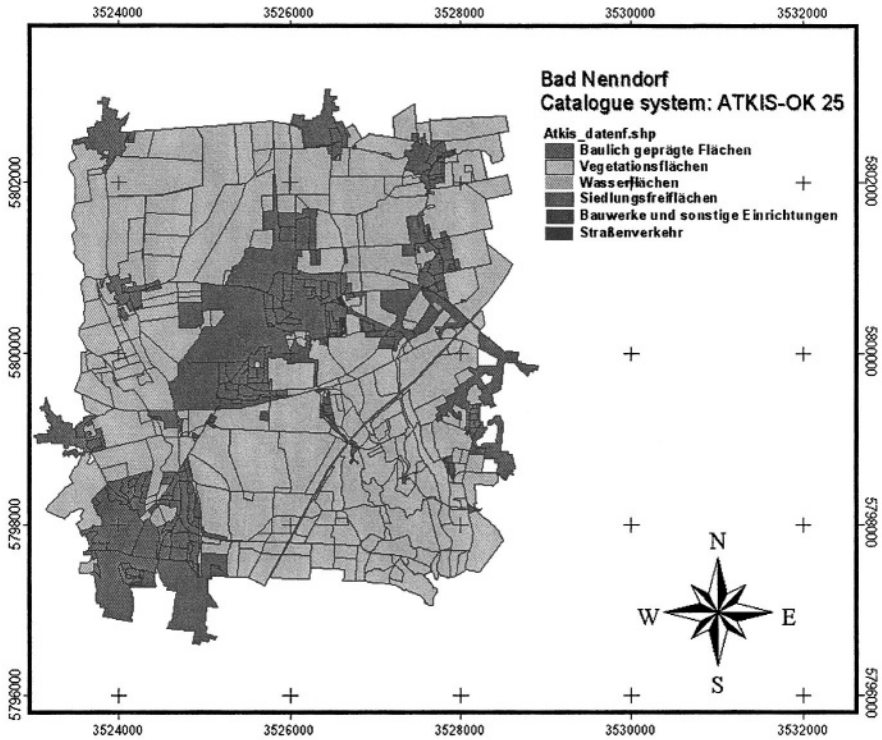 3524000 3526000 3528000 3530000 3532000
Bad Nenndorf
Catalogue system: ATKIS-OK 25
Atkis_datenf.shp
Baulich geprägte Flächen
Vegetationsflächen
Wasserflächen
Siedlungsfreiflächen
Bauwerke und sonstige Einrichtungen
Straßenverkehr
5802000 5802000
5800000 5800000
5798000 5798000
N
W E
S
5796000 5796000
3524000 3526000 3528000 3530000 3532000